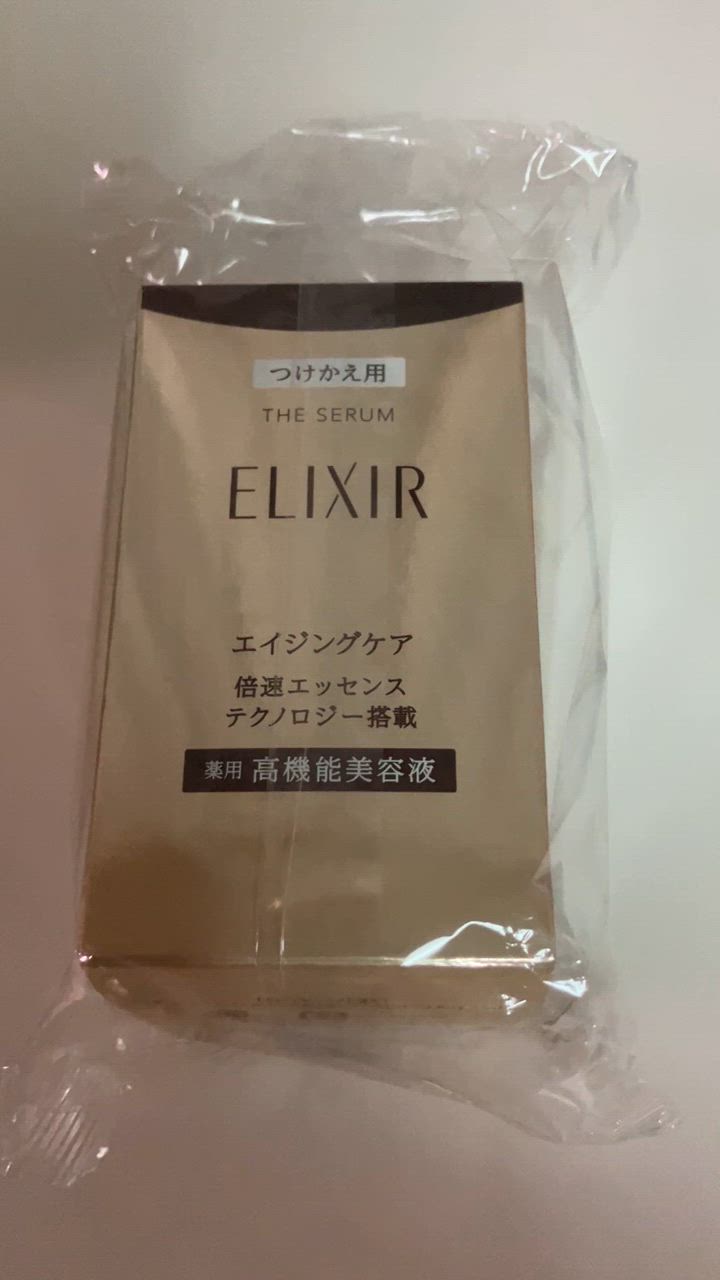 つけかえ用
THE SERUM
ELIXIR
エイジングケア
倍速エッセンス
テクノロジー搭載
薬用 高機能美容液